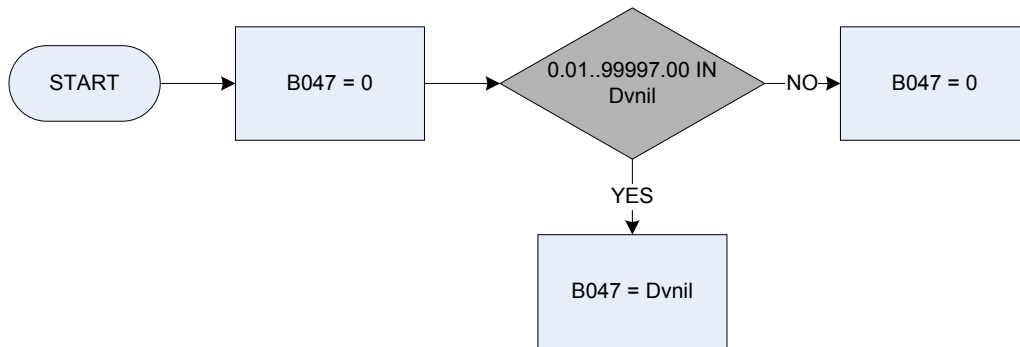 START
B047 = 0
0.01..99997.00 IN
Dvnil
NO
B047 = 0
YES
B047 = Dvnil